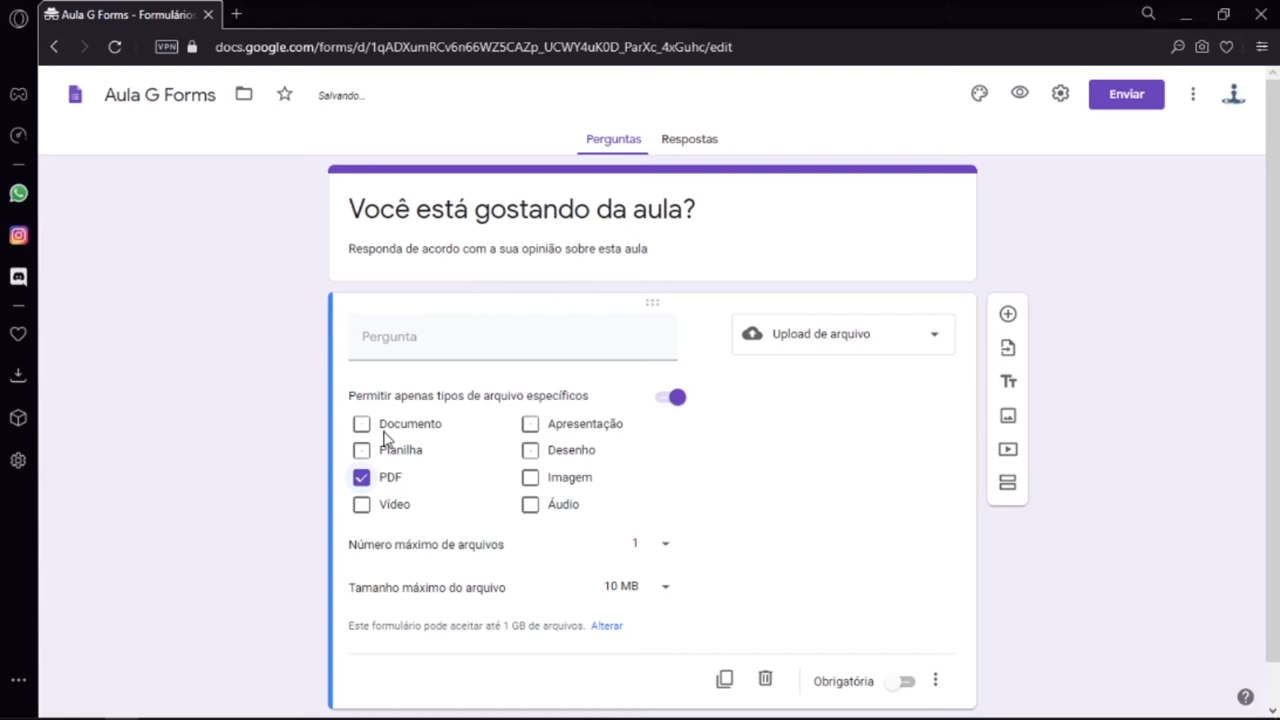 Aula G Forms - Formulários
docs.google.com/forms/d/1qADXumRCv6n66WZ5CAZp_UCWY4uK0D_ParXc_4xGuhc/edit
VPN
Aula G Forms
Salvando...
Enviar
Perguntas
Respostas
Você está gostando da aula?
Responda de acordo com a sua opinião sobre esta aula
Pergunta
Upload de arquivo
Permitir apenas tipos de arquivo específicos
Documento
Apresentação
Planilha
Desenho
PDF
Imagem
Vídeo
Áudio
Número máximo de arquivos
1
Tamanho máximo do arquivo
10 MB
Este formulário pode aceitar até 1 GB de arquivos. Alterar
Obrigatória